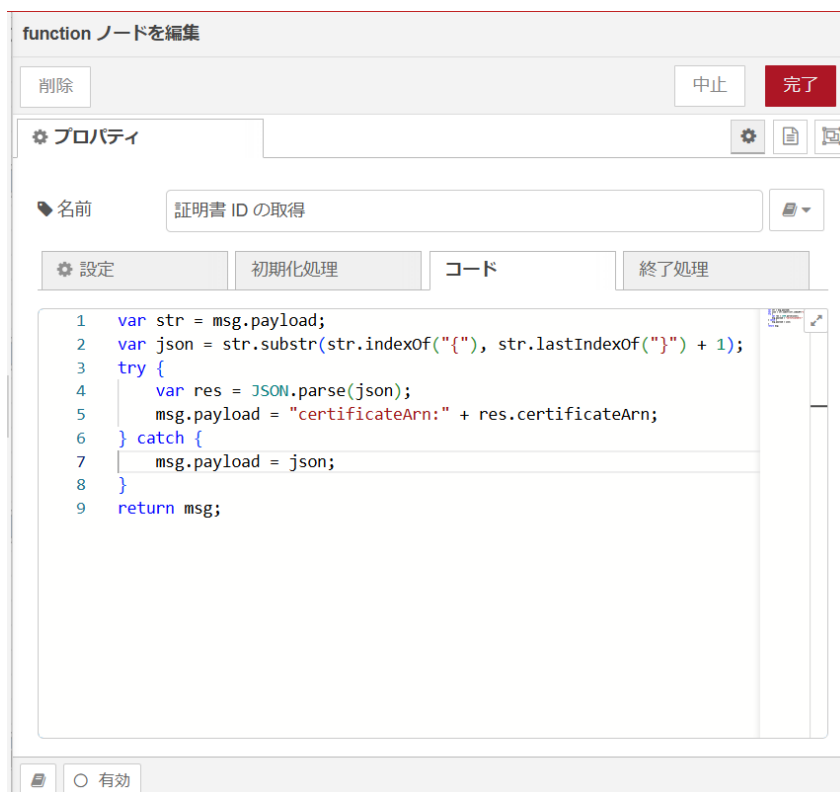 function ノードを編集
削除
中止
完了
プロパティ
名前
証明書 ID の取得
設定
初期化処理
コード
終了処理
1 var str = msg.payload;
2 var json = str.substr(str.indexOf("{"), str.lastIndexOf("}") + 1);
3 try {
4 var res = JSON.parse(json);
5 msg.payload = "certificateArn:" + res.certificateArn;
6 } catch {
7 msg.payload = json;
8 }
9 return msg;
有効